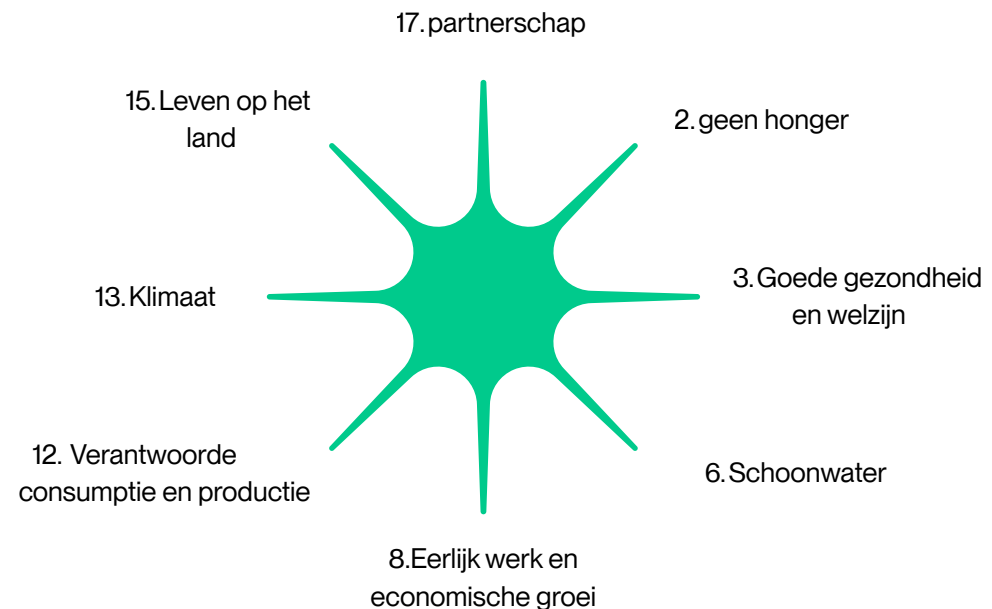 17. partnerschap
15. Leven op het
land
2. geen honger
13. Klimaat
3. Goede gezondheid
en welzijn
12. Verantwoorde
consumptie en productie
6. Schoonwater
8.Eerlijk werk en
economische groei